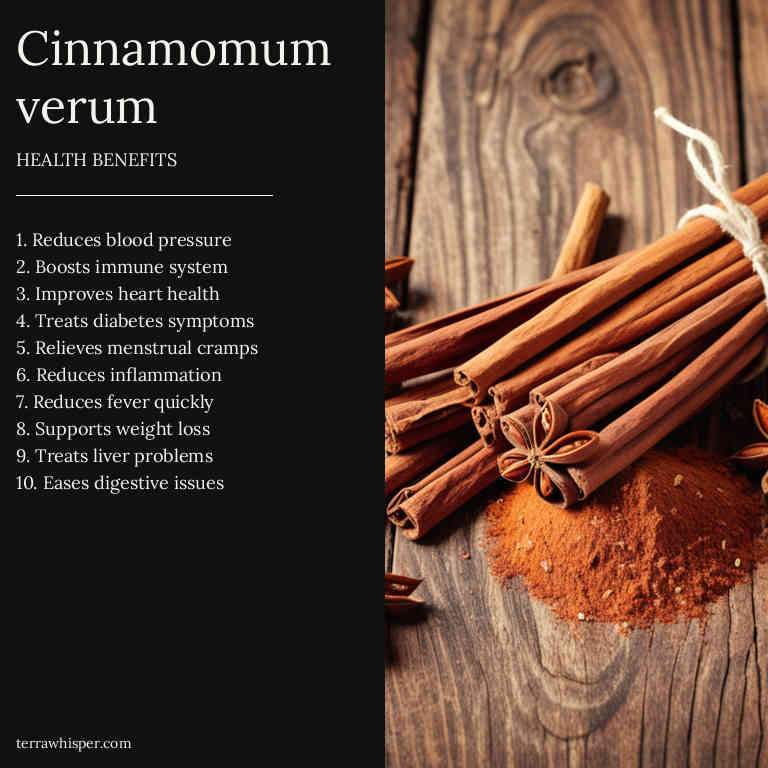 Cinnamomum
verum
HEALTH BENEFITS
1. Reduces blood pressure
2. Boosts immune system
3. Improves heart health
4. Treats diabetes symptoms
5. Relieves menstrual cramps
6. Reduces inflammation
7. Reduces fever quickly
8. Supports weight loss
9. Treats liver problems
10. Eases digestive issues
terrawhisper.com